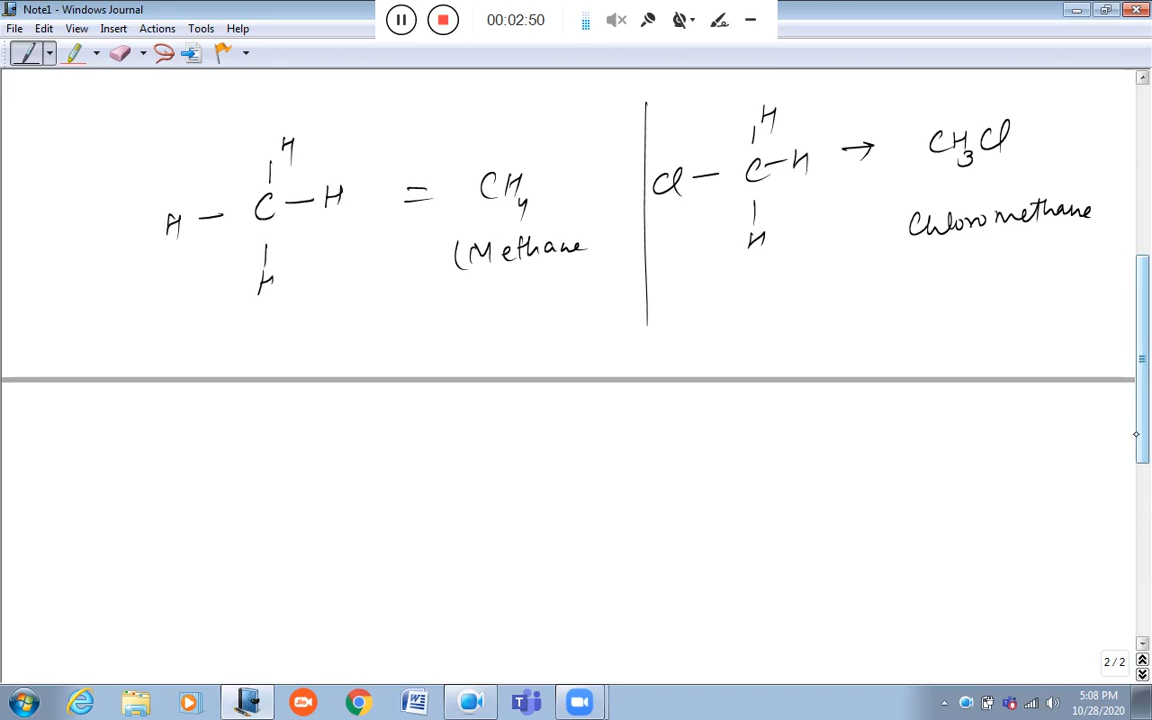 Note1 - Windows Journal
00:02:50
File Edit View Insert Actions Tools Help
H
H - C - H = CH4
H
(Methane
H
Cl - C - H → CH3Cl
H
Chloromethane
2 / 2
5:08 PM
10/28/2020